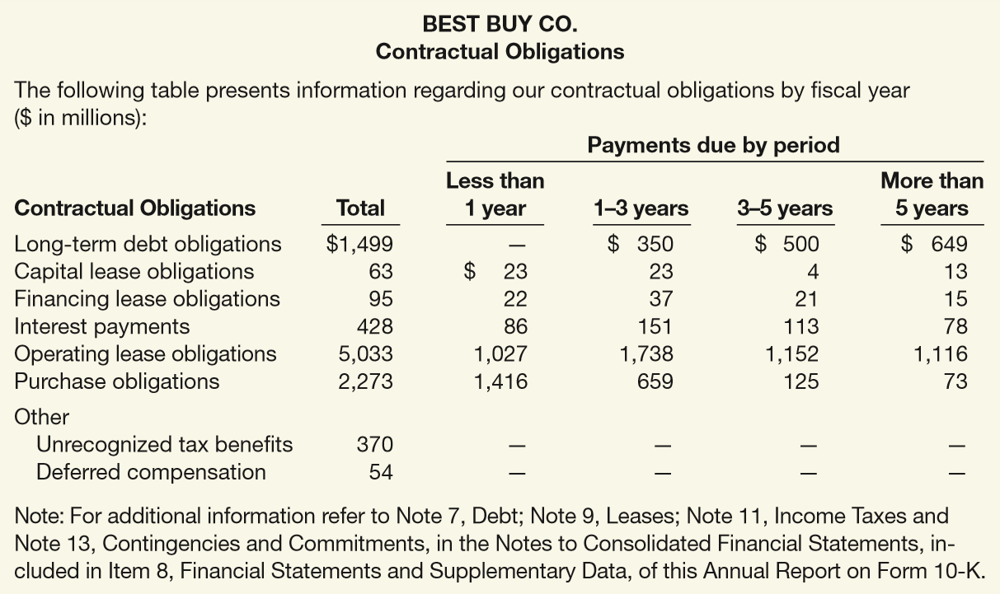 BEST BUY CO.
Contractual Obligations
The following table presents information regarding our contractual obligations by fiscal year
($ in millions):
Payments due by period
Less than More than
Contractual Obligations Total 1 year 1–3 years 3–5 years 5 years
Long-term debt obligations $1,499 — $ 350 $ 500 $ 649
Capital lease obligations 63 $ 23 23 4 13
Financing lease obligations 95 22 37 21 15
Interest payments 428 86 151 113 78
Operating lease obligations 5,033 1,027 1,738 1,152 1,116
Purchase obligations 2,273 1,416 659 125 73
Other
Unrecognized tax benefits 370 — — — —
Deferred compensation 54 — — — —
Note: For additional information refer to Note 7, Debt; Note 9, Leases; Note 11, Income Taxes and
Note 13, Contingencies and Commitments, in the Notes to Consolidated Financial Statements, in-
cluded in Item 8, Financial Statements and Supplementary Data, of this Annual Report on Form 10-K.